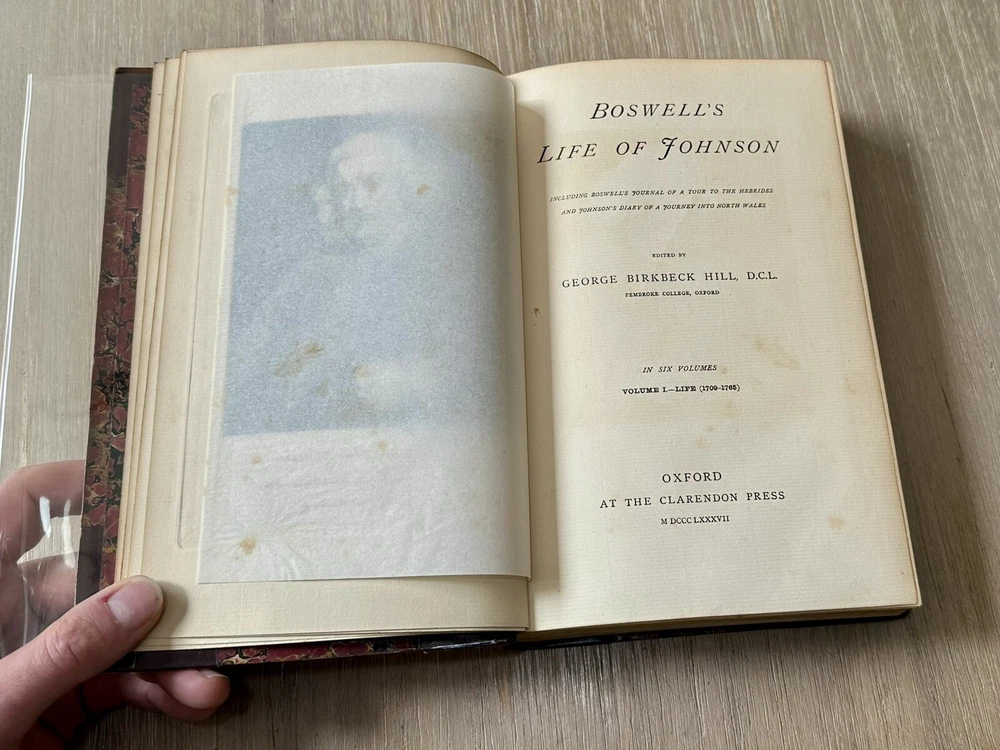 BOSWELL'S
LIFE OF JOHNSON
INCLUDING BOSWELL'S JOURNAL OF A TOUR TO THE HEBRIDES
AND JOHNSON'S DIARY OF A JOURNEY INTO NORTH WALES
EDITED BY
GEORGE BIRKBECK HILL, D.C.L.
PEMBROKE COLLEGE, OXFORD
IN SIX VOLUMES
VOLUME I.—LIFE (1709–1765)
OXFORD
AT THE CLARENDON PRESS
M DCCC LXXXVII